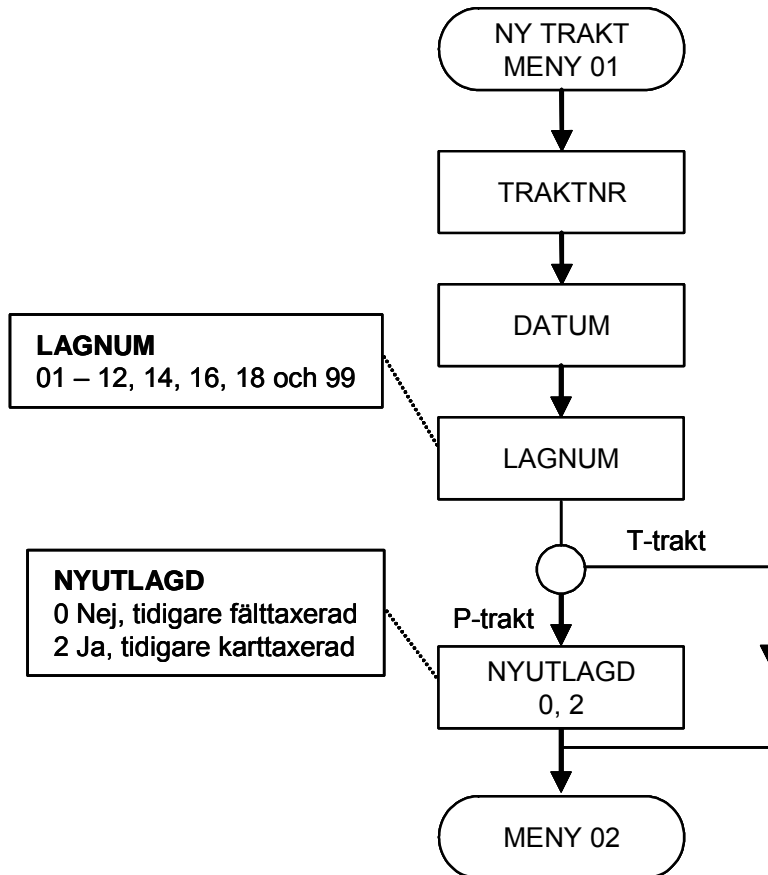 NY TRAKT
MENY 01
TRAKTNR
DATUM
LAGNUM
01 – 12, 14, 16, 18 och 99
LAGNUM
T-trakt
P-trakt
NYUTLAGD
0 Nej, tidigare fälttaxerad
2 Ja, tidigare karttaxerad
NYUTLAGD
0, 2
MENY 02